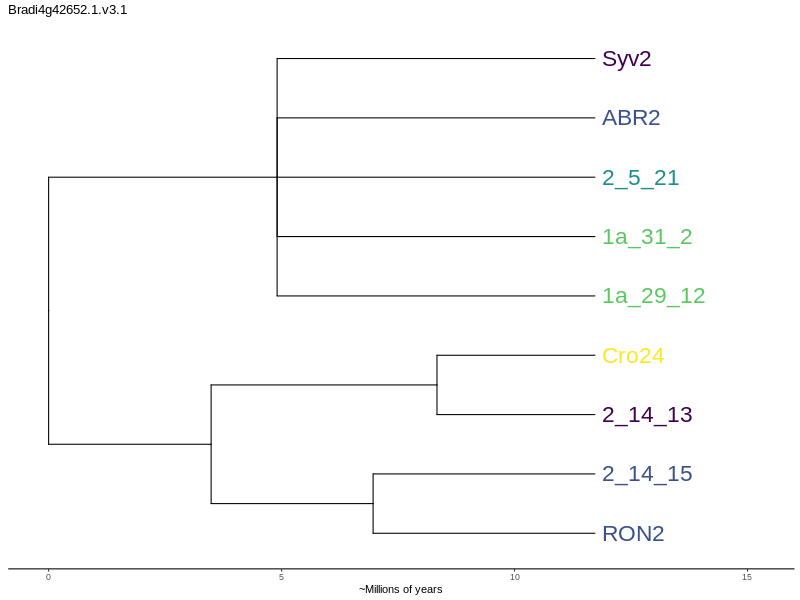 Bradi4g42652.1.v3.1
Syv2
ABR2
2_5_21
1a_31_2
1a_29_12
Cro24
2_14_13
2_14_15
RON2
0 5 10 15
~Millions of years